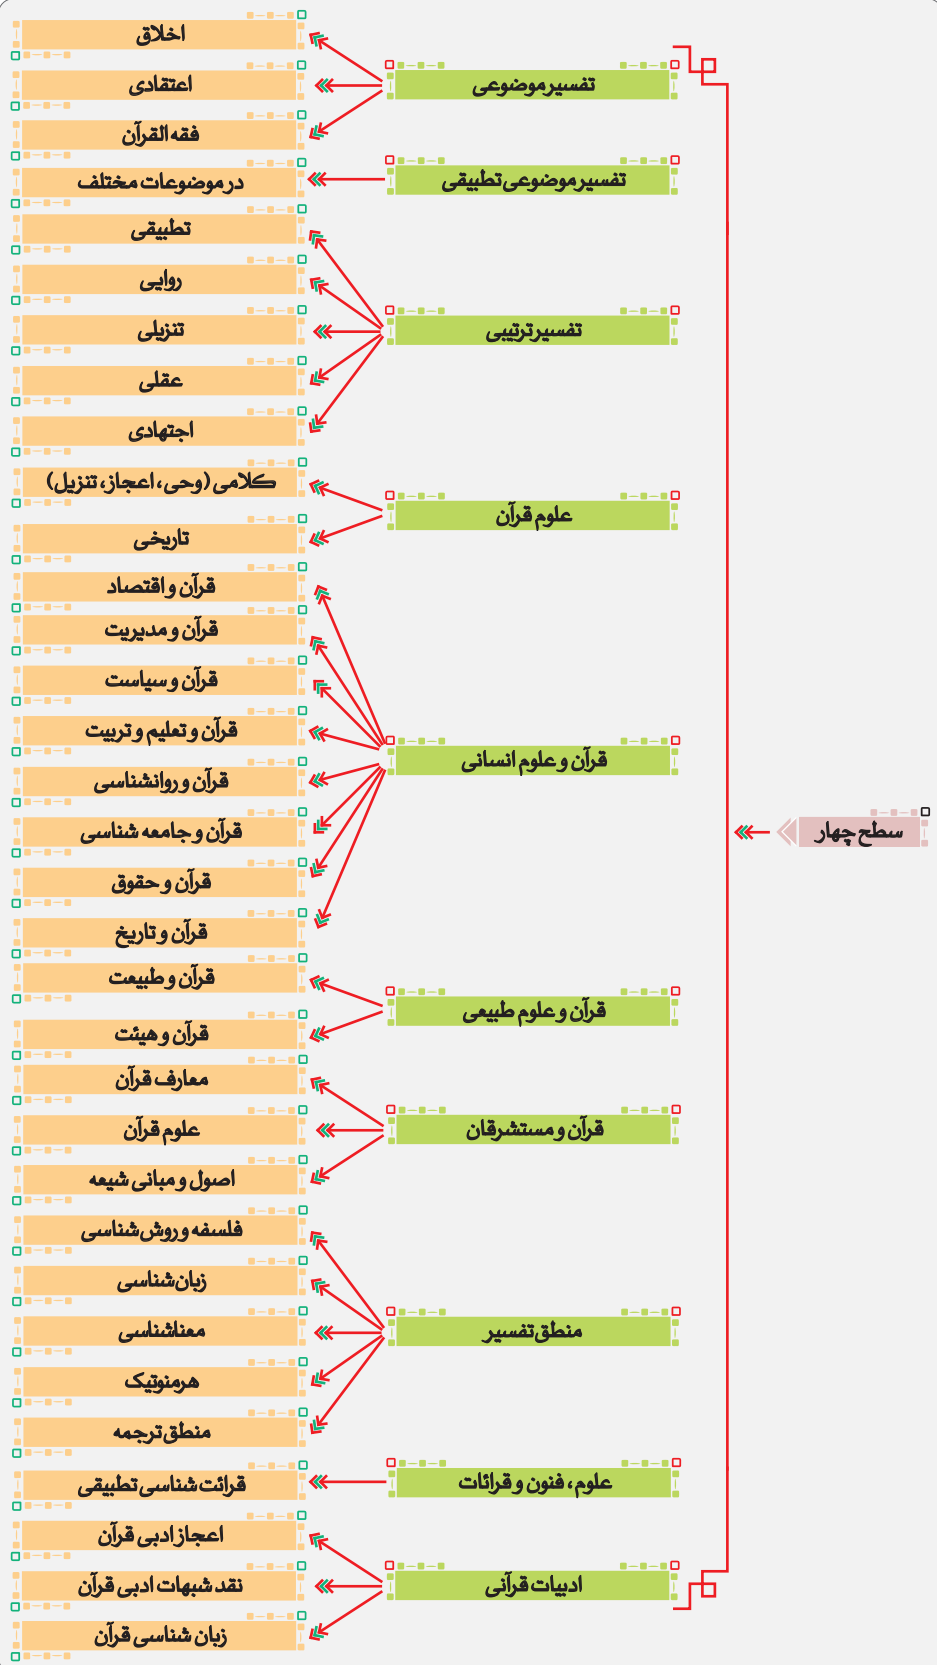 سطح چهار
تفسیر موضوعی
اخلاق
اعتقادی
فقه القرآن
تفسیر موضوعی تطبیقی
در موضوعات مختلف
تفسیر ترتیبی
تطبیقی
روایی
تنزیلی
عقلی
اجتهادی
علوم قرآن
کلامی (وحی، اعجاز، تنزیل)
تاریخی
قرآن و علوم انسانی
قرآن و اقتصاد
قرآن و مدیریت
قرآن و سیاست
قرآن و تعلیم و تربیت
قرآن و روانشناسی
قرآن و جامعه شناسی
قرآن و حقوق
قرآن و تاریخ
قرآن و علوم طبیعی
قرآن و طبیعت
قرآن و هیئت
قرآن و مستشرقان
معارف قرآن
علوم قرآن
اصول و مبانی شیعه
منطق تفسیر
فلسفه و روش شناسی
زبان شناسی
معناشناسی
هرمنوتیک
منطق ترجمه
علوم، فنون و قرائات
قرائت شناسی تطبیقی
ادبیات قرآنی
اعجاز ادبی قرآن
نقد شبهات ادبی قرآن
زبان شناسی قرآن